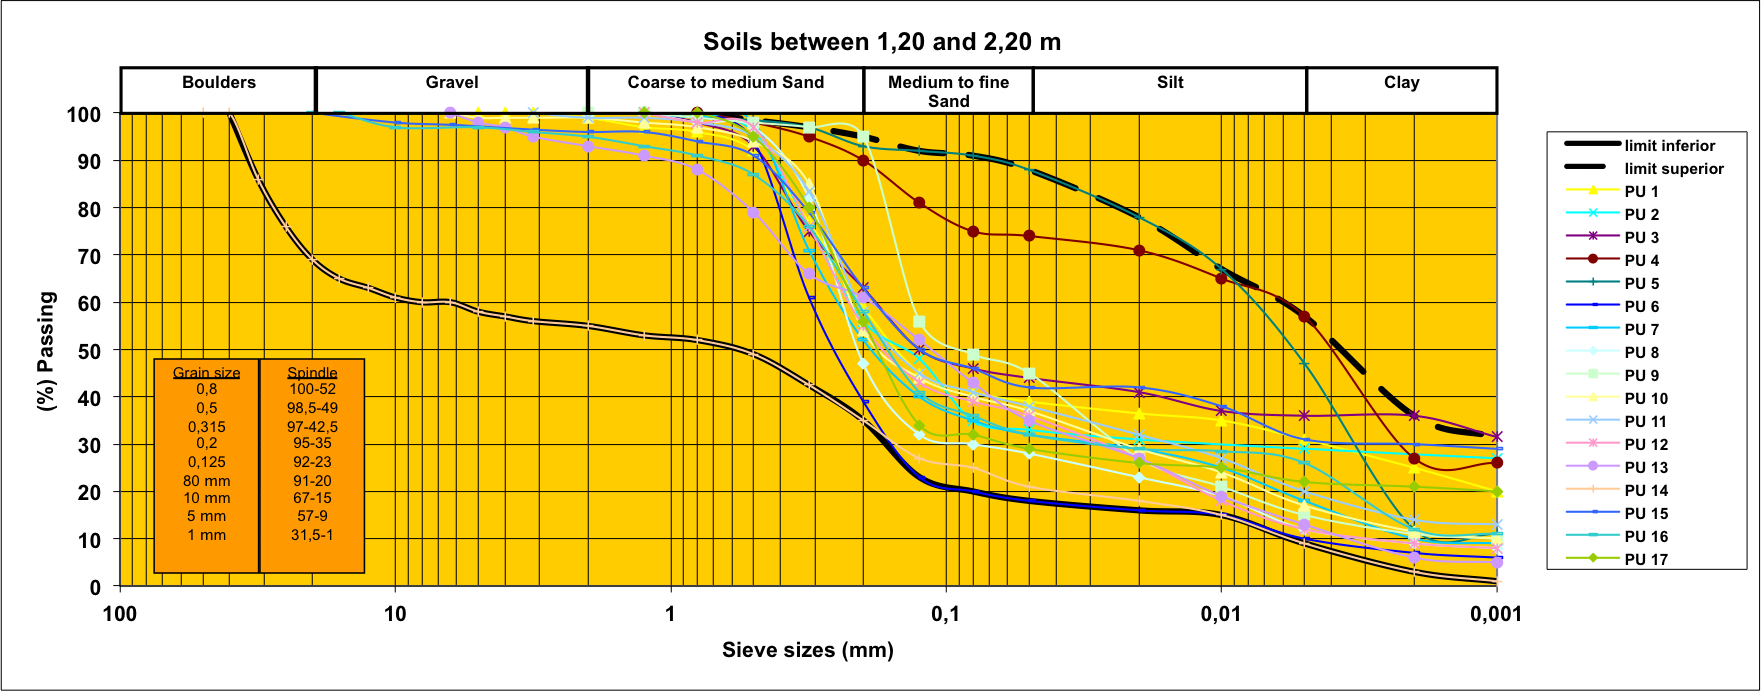 Soils between 1,20 and 2,20 m
Boulders
Gravel
Coarse to medium Sand
Medium to fine
Sand
Silt
Clay
100
90
80
70
60
50
40
30
20
10
0
(%) Passing
Grain size Spindle
0,8 100-52
0,5 98,5-49
0,315 97-42,5
0,2 95-35
0,125 92-23
80 mm 91-20
10 mm 67-15
5 mm 57-9
1 mm 31,5-1
100 10 1 0,1 0,01 0,001
Sieve sizes (mm)
limit inferior
limit superior
PU 1
PU 2
PU 3
PU 4
PU 5
PU 6
PU 7
PU 8
PU 9
PU 10
PU 11
PU 12
PU 13
PU 14
PU 15
PU 16
PU 17